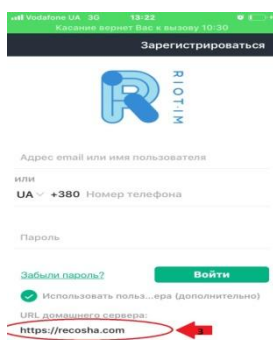 Vodafone UA 3G 13:22
Касание вернет Вас к вызову 10:30
Зарегистрироваться
RIOT·IM
Адрес email или имя пользователя
или
UA +380 Номер телефона
Пароль
Забыли пароль? Войти
Использовать польз...ера (дополнительно)
URL домашнего сервера:
https://recosha.com